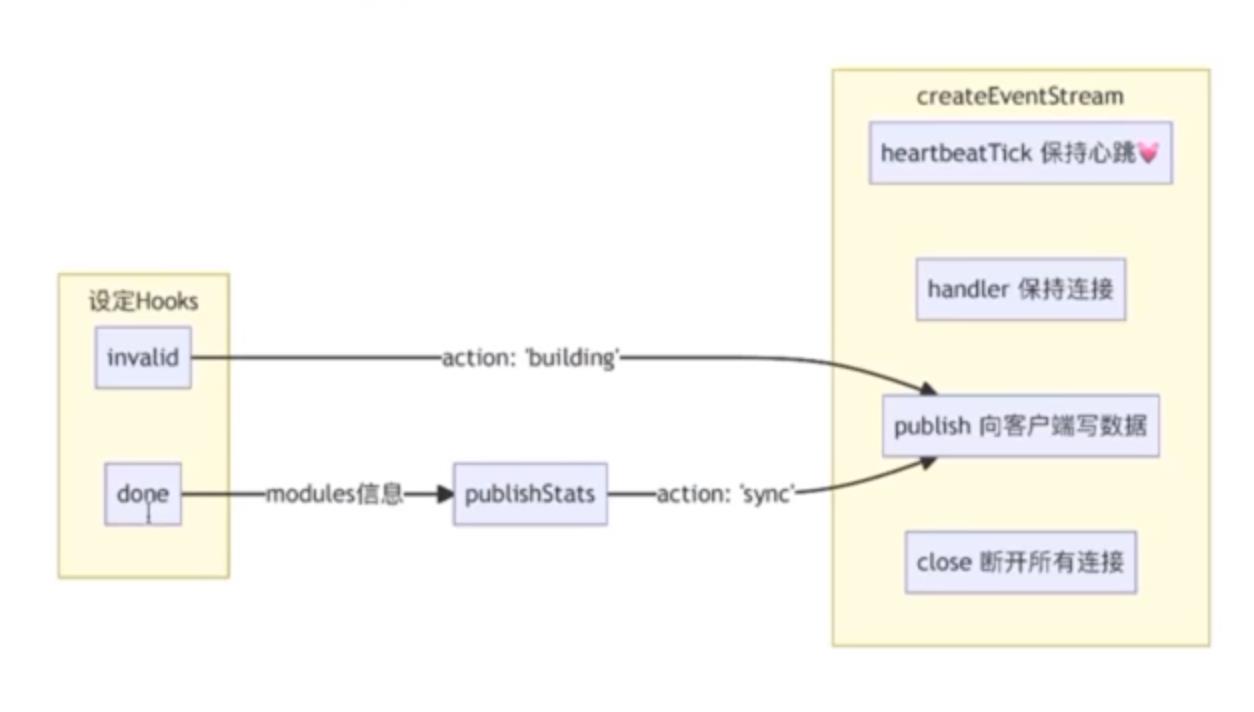 createEventStream
heartbeatTick 保持心跳💓
handler 保持连接
设定Hooks
invalid
action: 'building'
publish 向客户端写数据
done
modules信息
publishStats
action: 'sync'
close 断开所有连接